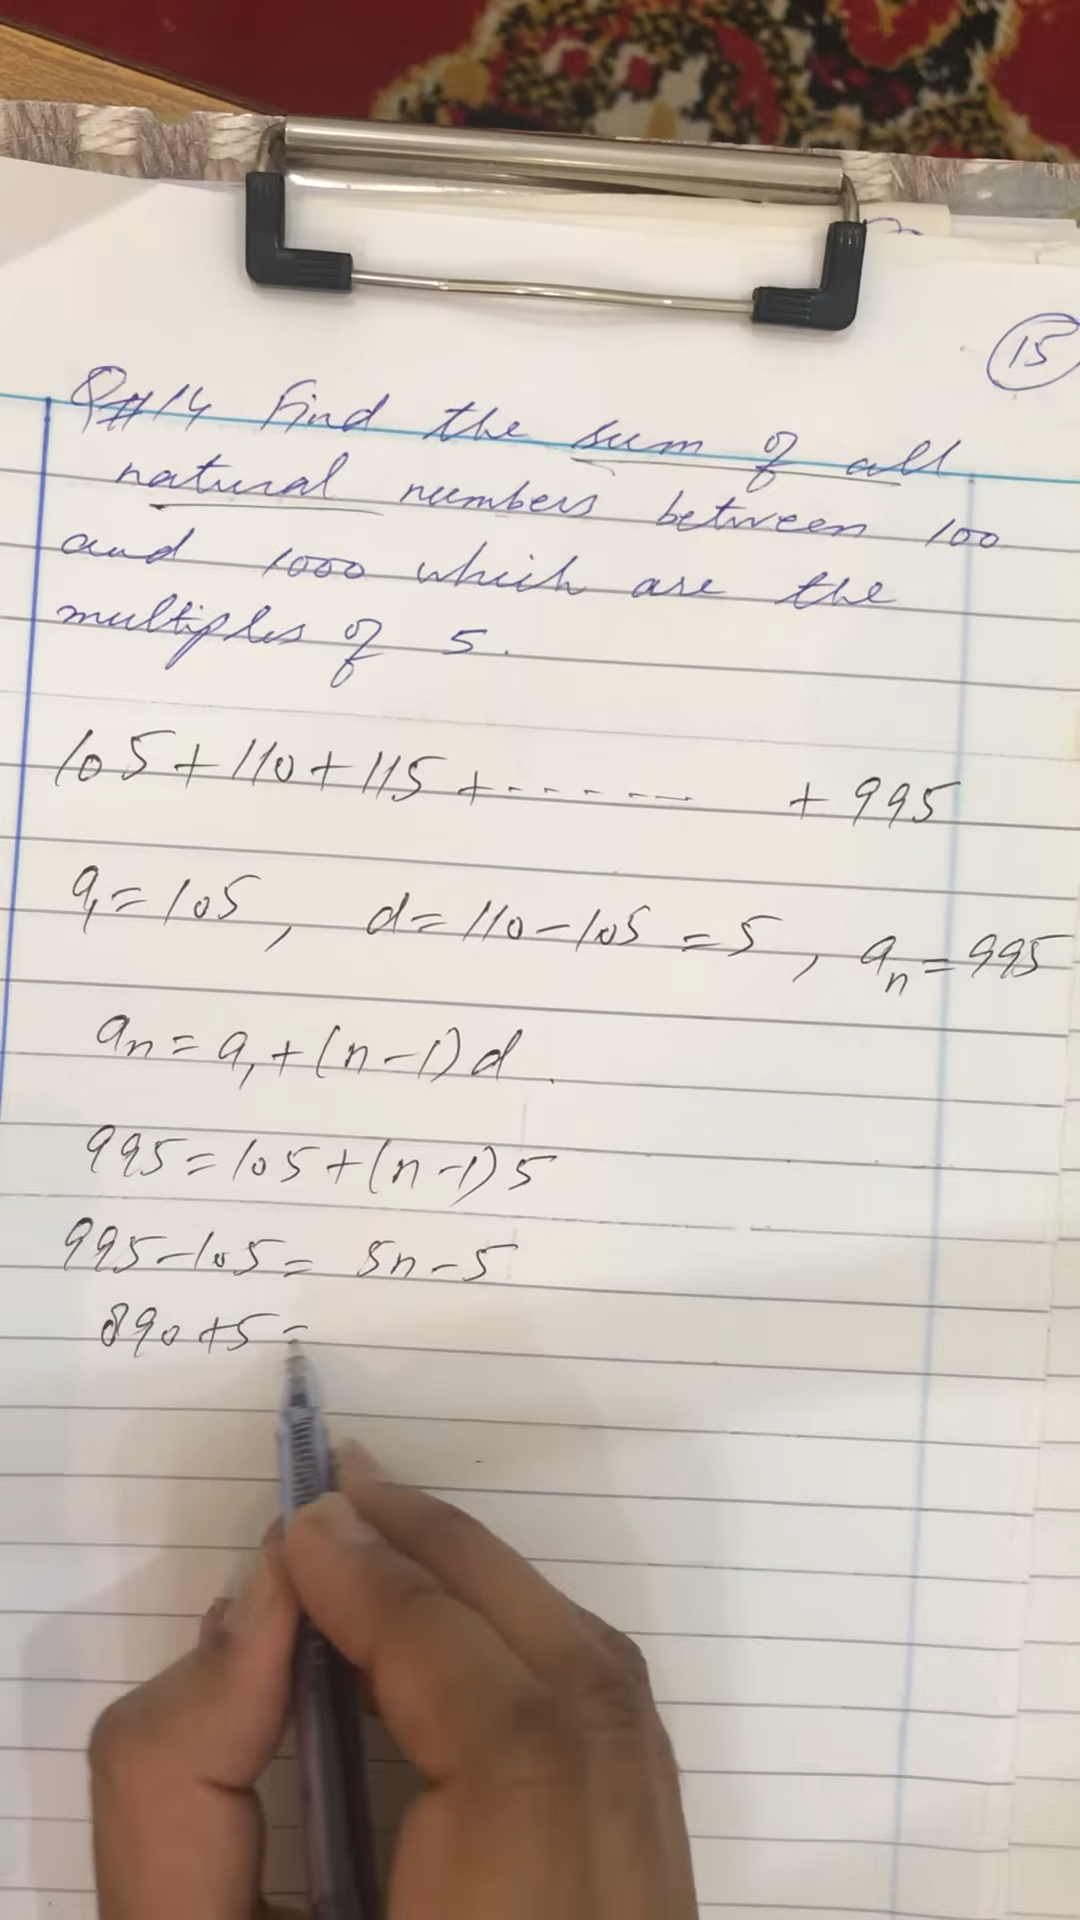 15
Q#14 Find the sum of all
natural numbers between 100
and 1000 which are the
multiples of 5.
105+110+115+------ +995
a₁=105, d=110-105=5, aₙ=995
aₙ=a₁+(n-1)d.
995=105+(n-1)5
995-105=5n-5
890+5=